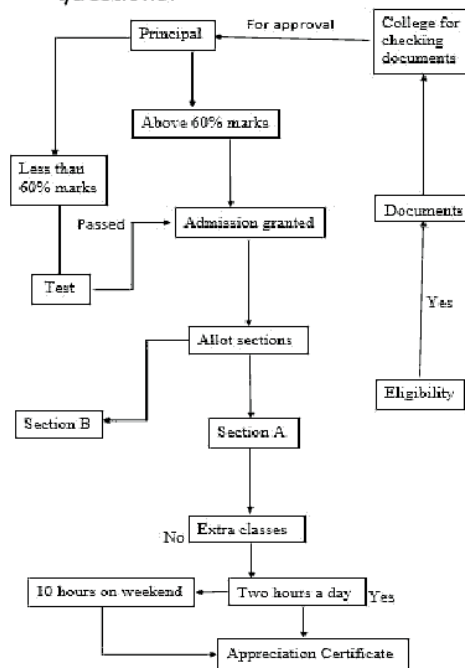 For approval
Principal
College for
checking
documents
Above 60% marks
Less than
60% marks
Documents
Passed
Admission granted
Test
Yes
Allot sections
Eligibility
Section B
Section A
Extra classes
No
10 hours on weekend
Two hours a day
Yes
Appreciation Certificate